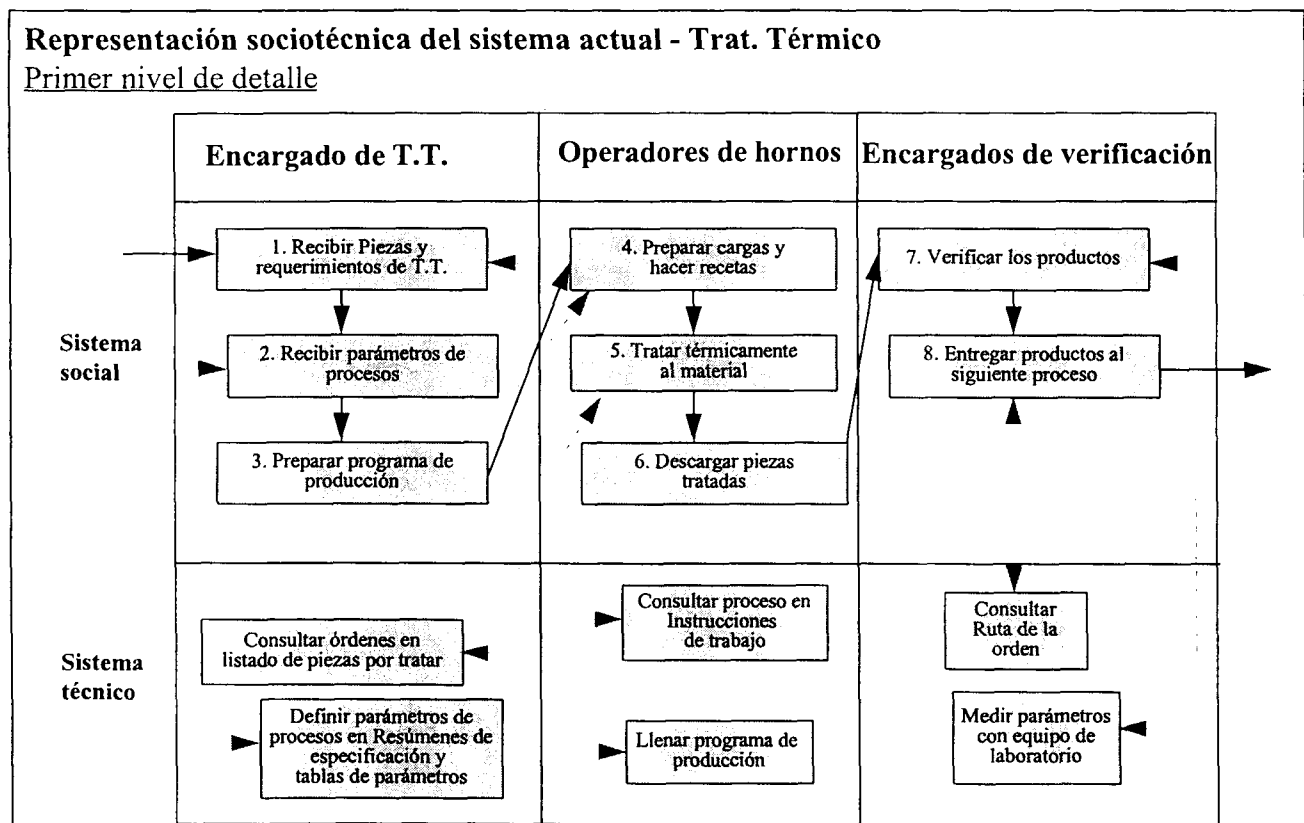 Representación sociotécnica del sistema actual - Trat. Térmico
Primer nivel de detalle
Encargado de T.T.
Operadores de hornos
Encargados de verificación
Sistema
social
1. Recibir Piezas y
requerimientos de T.T.
2. Recibir parámetros de
procesos
3. Preparar programa de
producción
4. Preparar cargas y
hacer recetas
5. Tratar térmicamente
al material
6. Descargar piezas
tratadas
7. Verificar los productos
8. Entregar productos al
siguiente proceso
Sistema
técnico
Consultar órdenes en
listado de piezas por tratar
Definir parámetros de
procesos en Resúmenes de
especificación y
tablas de parámetros
Consultar proceso en
Instrucciones
de trabajo
Llenar programa de
producción
Consultar
Ruta de la
orden
Medir parámetros
con equipo de
laboratorio